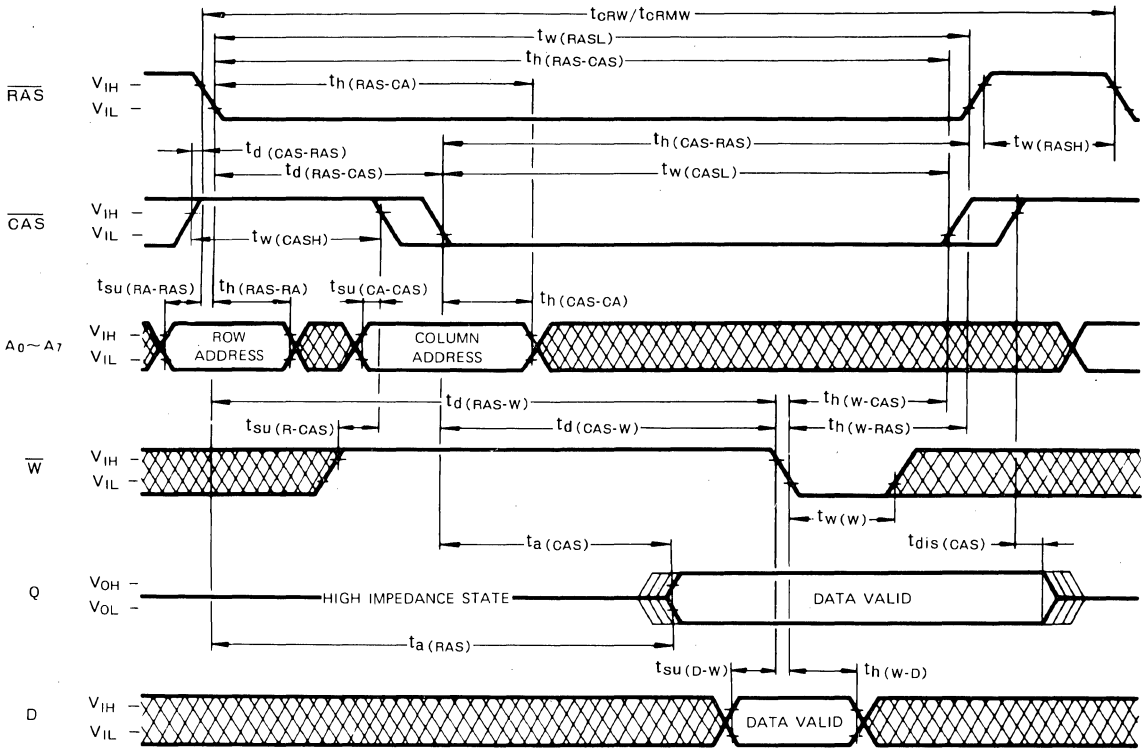 tCRW/tCRMW
tw(RASL)
th(RAS-CAS)
th(RAS-CA)
RAS
VIH
VIL
td(CAS-RAS)
th(CAS-RAS)
tw(RASH)
td(RAS-CAS)
tw(CASL)
CAS
VIH
VIL
tw(CASH)
tsu(RA-RAS)
th(RAS-RA)
tsu(CA-CAS)
th(CAS-CA)
A0~A7
VIH
VIL
ROW ADDRESS
COLUMN ADDRESS
td(RAS-W)
th(W-CAS)
tsu(R-CAS)
td(CAS-W)
th(W-RAS)
W
VIH
VIL
tw(W)
ta(CAS)
tdis(CAS)
Q
VOH
VOL
HIGH IMPEDANCE STATE
DATA VALID
ta(RAS)
tsu(D-W)
th(W-D)
D
VIH
VIL
DATA VALID